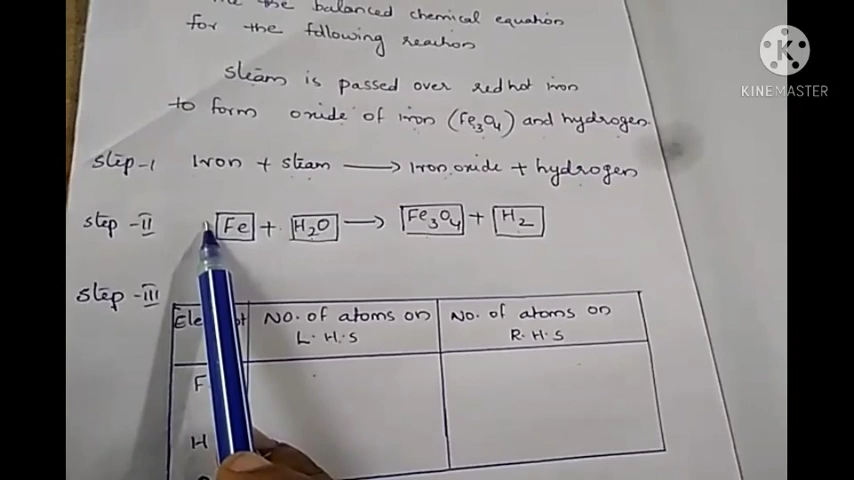 the balanced chemical equation
for the following reaction
K
KINEMASTER
steam is passed over redhot iron
to form oxide of iron (Fe3O4) and hydrogen.
Step-I Iron + steam ⟶ Iron oxide + hydrogen
Step -II Fe + H2O ⟶ Fe3O4 + H2
Step -III
No. of atoms on L.H.S
No. of atoms on R.H.S
F
H